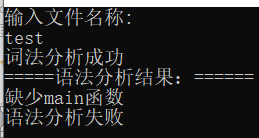 输入文件名称:
test
词法分析成功
=====语法分析结果：======
缺少main函数
语法分析失败